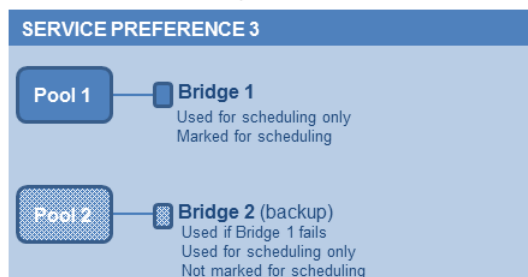 SERVICE PREFERENCE 3
Pool 1
Bridge 1
Used for scheduling only
Marked for scheduling
Pool 2
Bridge 2 (backup)
Used if Bridge 1 fails
Used for scheduling only
Not marked for scheduling